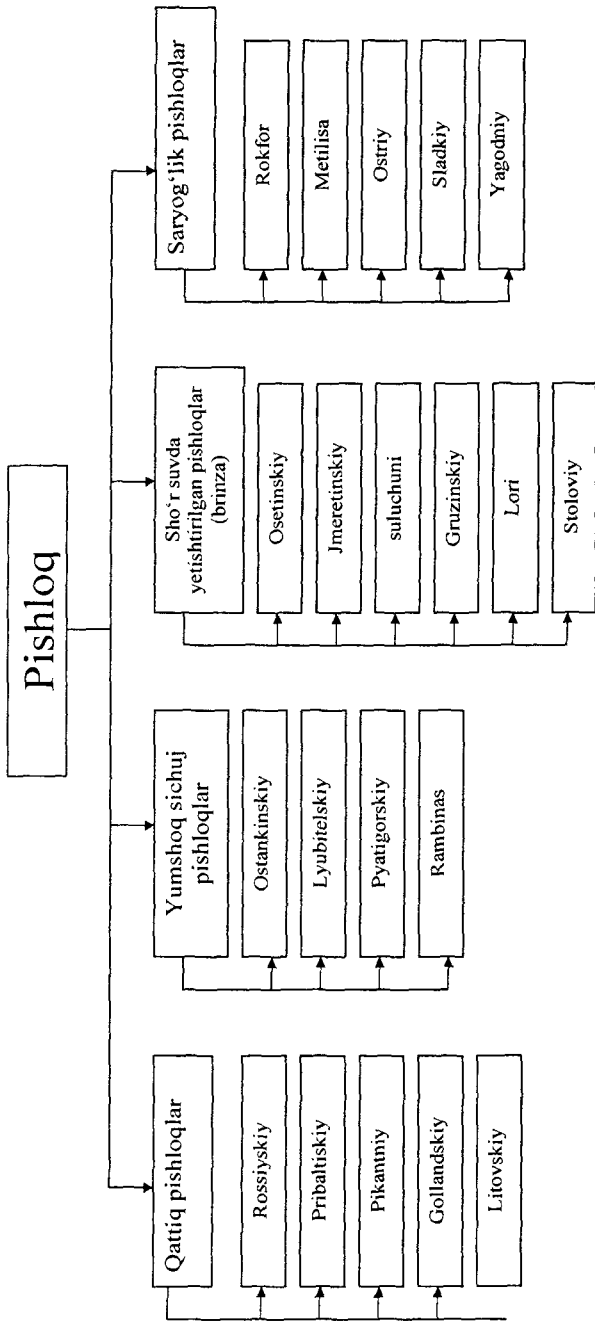 Pishloq
Qattiq pishloqlar
Rossiyskiy
Pribaltiskiy
Pikantniy
Gollandskiy
Litovskiy
Yumshoq sichuj
pishloqlar
Ostankinskiy
Lyubitelskiy
Pyatigorskiy
Rambinas
Sho‘r suvda
yetishtirilgan pishloqlar
(brinza)
Osetinskiy
Jmeretinskiy
suluchuni
Gruzinskiy
Lori
Stoloviy
Saryog‘lik pishloqlar
Rokfor
Metilisa
Ostriy
Sladkiy
Yagodniy